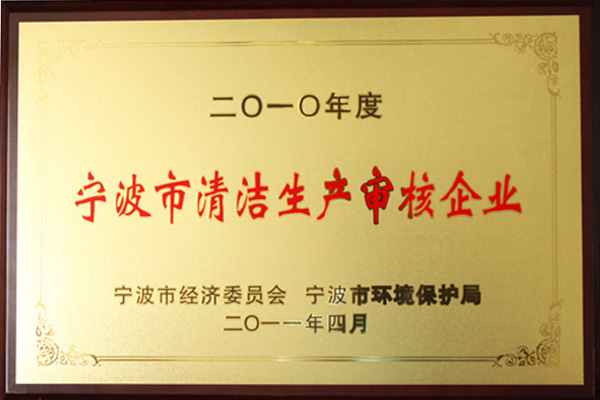 二〇一〇年度
宁波市清洁生产审核企业
宁波市经济委员会 宁波市环境保护局
二〇一一年四月